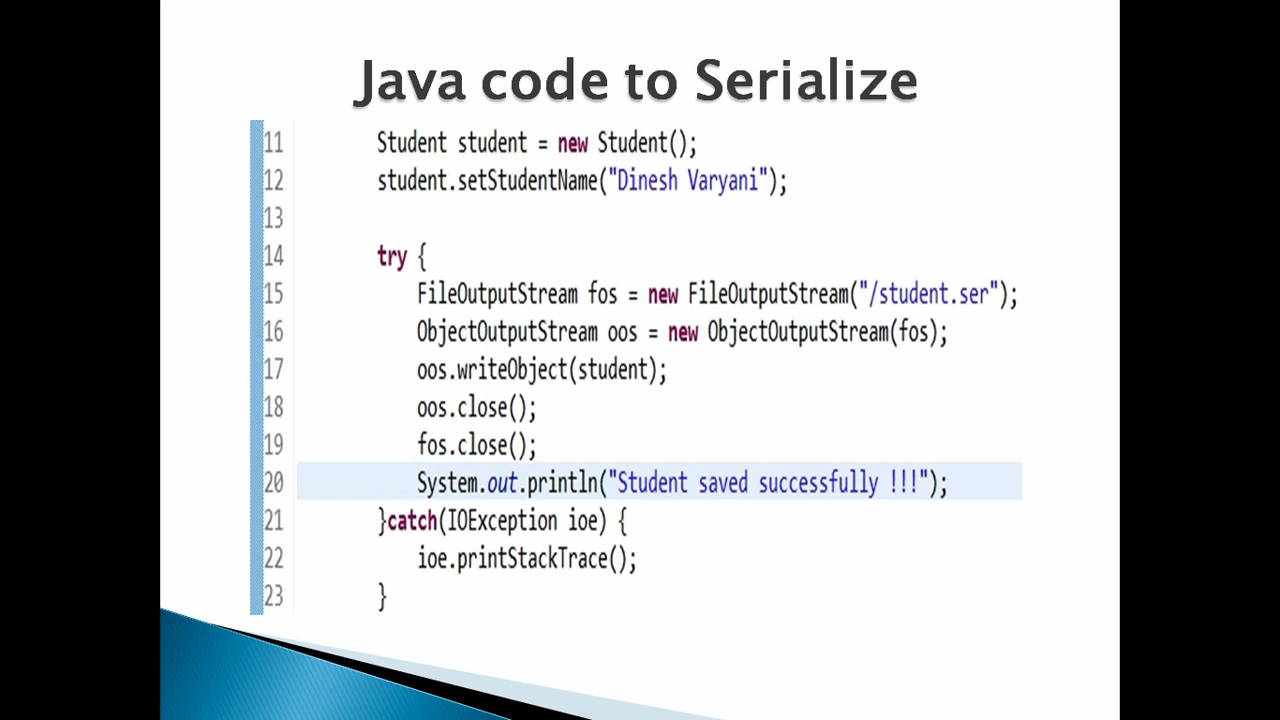 Java code to Serialize
11 Student student = new Student();
12 student.setStudentName("Dinesh Varyani");
13
14 try {
15 FileOutputStream fos = new FileOutputStream("/student.ser");
16 ObjectOutputStream oos = new ObjectOutputStream(fos);
17 oos.writeObject(student);
18 oos.close();
19 fos.close();
20 System.out.println("Student saved successfully !!!");
21 }catch(IOException ioe) {
22 ioe.printStackTrace();
23 }